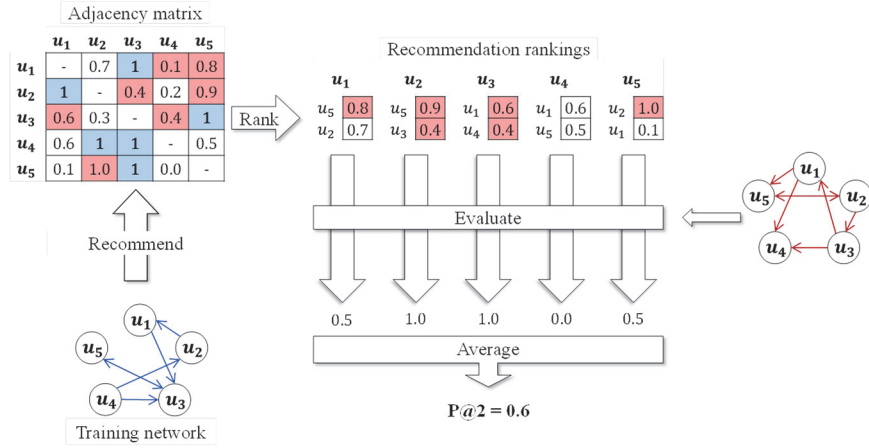 Adjacency matrix
u₁ u₂ u₃ u₄ u₅
u₁ - 0.7 1 0.1 0.8
u₂ 1 - 0.4 0.2 0.9
u₃ 0.6 0.3 - 0.4 1
u₄ 0.6 1 1 - 0.5
u₅ 0.1 1.0 1 0.0 -
Rank
Recommend
u₁
u₅ u₂
u₄ u₃
Training network
Recommendation rankings
u₁ u₂ u₃ u₄ u₅
u₅ 0.8 u₅ 0.9 u₁ 0.6 u₁ 0.6 u₂ 1.0
u₂ 0.7 u₃ 0.4 u₄ 0.4 u₅ 0.5 u₁ 0.1
Evaluate
0.5 1.0 1.0 0.0 0.5
Average
P@2 = 0.6
u₁
u₅ u₂
u₄ u₃